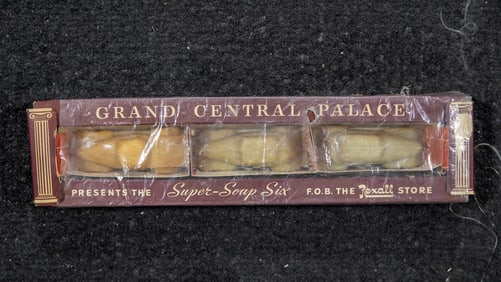 GRAND CENTRAL PALACE
PRESENTS THE Super-Soap Six F.O.B. THE Rexall STORE